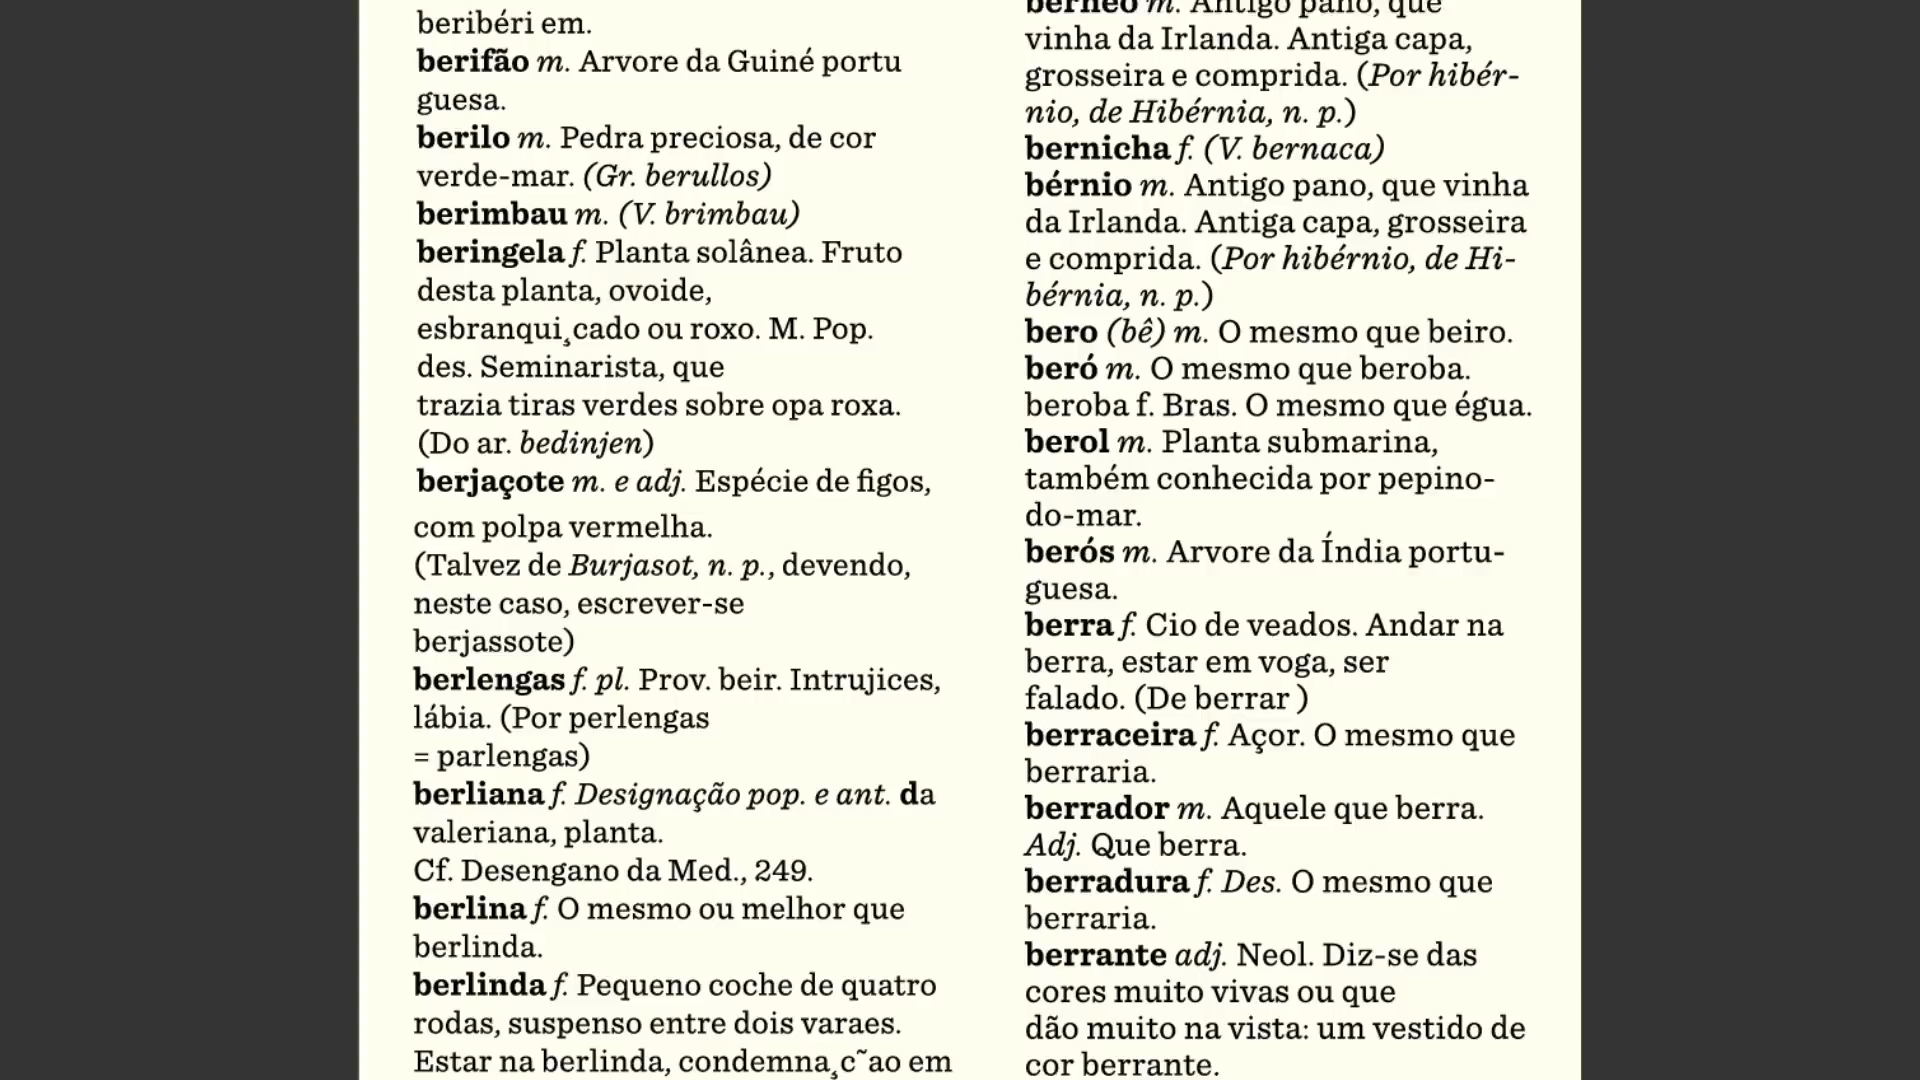 beribéri em.
berifão m. Arvore da Guiné portu
guesa.
berilo m. Pedra preciosa, de cor
verde-mar. (Gr. berullos)
berimbau m. (V. brimbau)
beringela f. Planta solânea. Fruto
desta planta, ovoide,
esbranqui¸cado ou roxo. M. Pop.
des. Seminarista, que
trazia tiras verdes sobre opa roxa.
(Do ar. bedinjen)
berjaçote m. e adj. Espécie de figos,
com polpa vermelha.
(Talvez de Burjasot, n. p., devendo,
neste caso, escrever-se
berjassote)
berlengas f. pl. Prov. beir. Intrujices,
lábia. (Por perlengas
= parlengas)
berliana f. Designação pop. e ant. da
valeriana, planta.
Cf. Desengano da Med., 249.
berlina f. O mesmo ou melhor que
berlinda.
berlinda f. Pequeno coche de quatro
rodas, suspenso entre dois varaes.
Estar na berlinda, condemna¸c˜ao em
berneo m. Antigo pano, que
vinha da Irlanda. Antiga capa,
grosseira e comprida. (Por hibér-
nio, de Hibérnia, n. p.)
bernicha f. (V. bernaca)
bérnio m. Antigo pano, que vinha
da Irlanda. Antiga capa, grosseira
e comprida. (Por hibérnio, de Hi-
bérnia, n. p.)
bero (bê) m. O mesmo que beiro.
beró m. O mesmo que beroba.
beroba f. Bras. O mesmo que égua.
berol m. Planta submarina,
também conhecida por pepino-
do-mar.
berós m. Arvore da Índia portu-
guesa.
berra f. Cio de veados. Andar na
berra, estar em voga, ser
falado. (De berrar )
berraceira f. Açor. O mesmo que
berraria.
berrador m. Aquele que berra.
Adj. Que berra.
berradura f. Des. O mesmo que
berraria.
berrante adj. Neol. Diz-se das
cores muito vivas ou que
dão muito na vista: um vestido de
cor berrante.